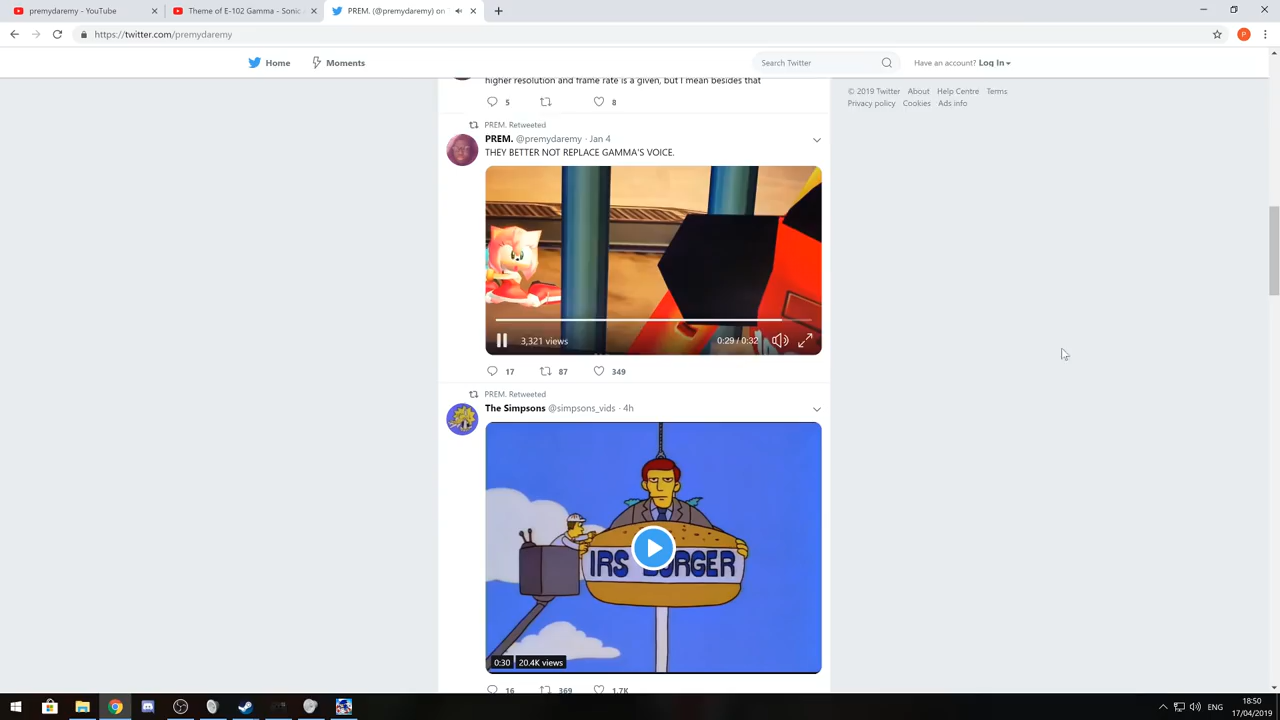 premydaremy - YouTube
Theme of E-102 Gamma - Sonic
PREM. (@premydaremy) on
https://twitter.com/premydaremy
P
Home
Moments
Search Twitter
Have an account? Log In
higher resolution and frame rate is a given, but I mean besides that
© 2019 Twitter About Help Centre Terms
Privacy policy Cookies Ads info
5
8
PREM. Retweeted
PREM. @premydaremy · Jan 4
THEY BETTER NOT REPLACE GAMMA'S VOICE.
3,321 views
0:29 / 0:32
17
87
349
PREM. Retweeted
The Simpsons @simpsons_vids · 4h
IRS BURGER
0:30
20.4K views
16
369
1.7K
ENG
18:50
17/04/2019